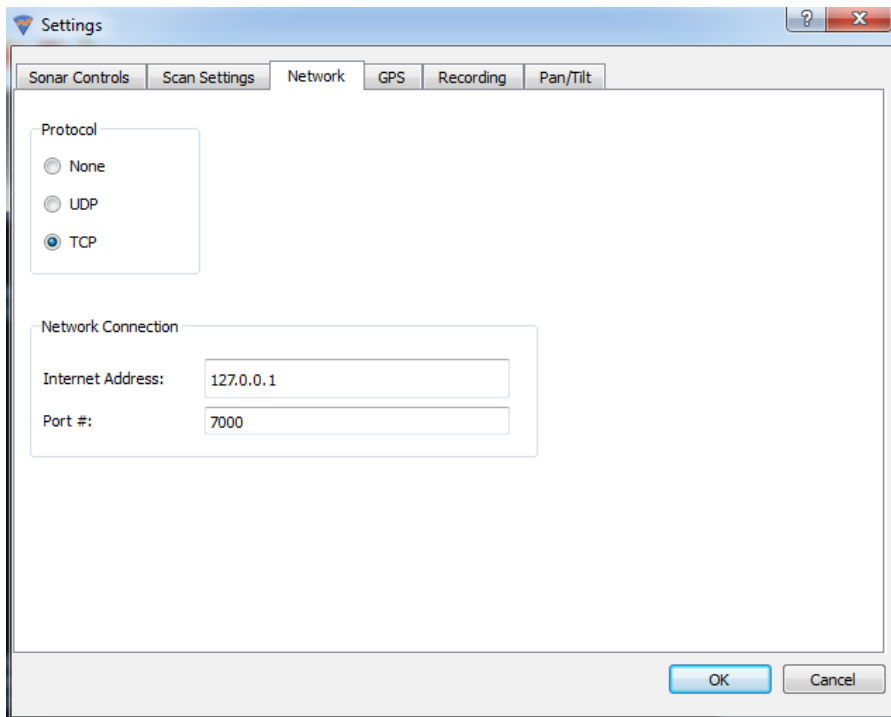 Settings
?
Sonar Controls Scan Settings Network GPS Recording Pan/Tilt
Protocol
None
UDP
TCP
Network Connection
Internet Address: 127.0.0.1
Port #: 7000
OK Cancel